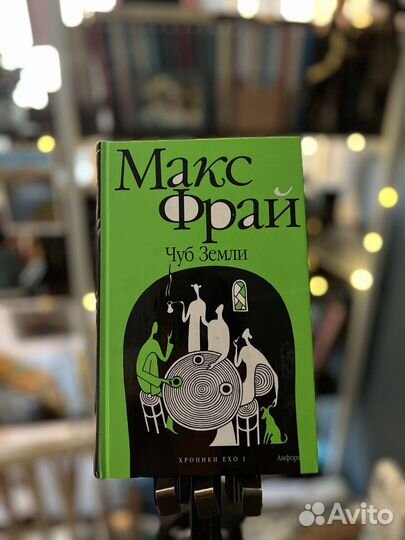 Макс
Фрай
Чуб Земли
ХРОНИКИ ЕХО 1
Амфора
Avito